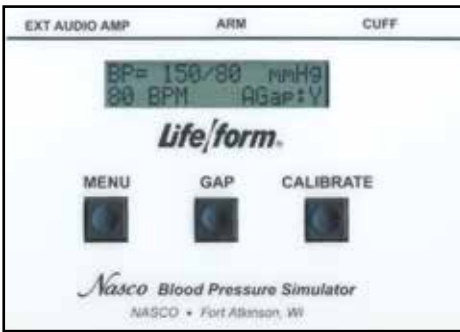 EXT AUDIO AMP ARM CUFF
BP= 150/80 mmHg
80 BPM AGap:Y
Life/form®
MENU GAP CALIBRATE
Nasco Blood Pressure Simulator
NASCO • Fort Atkinson, WI